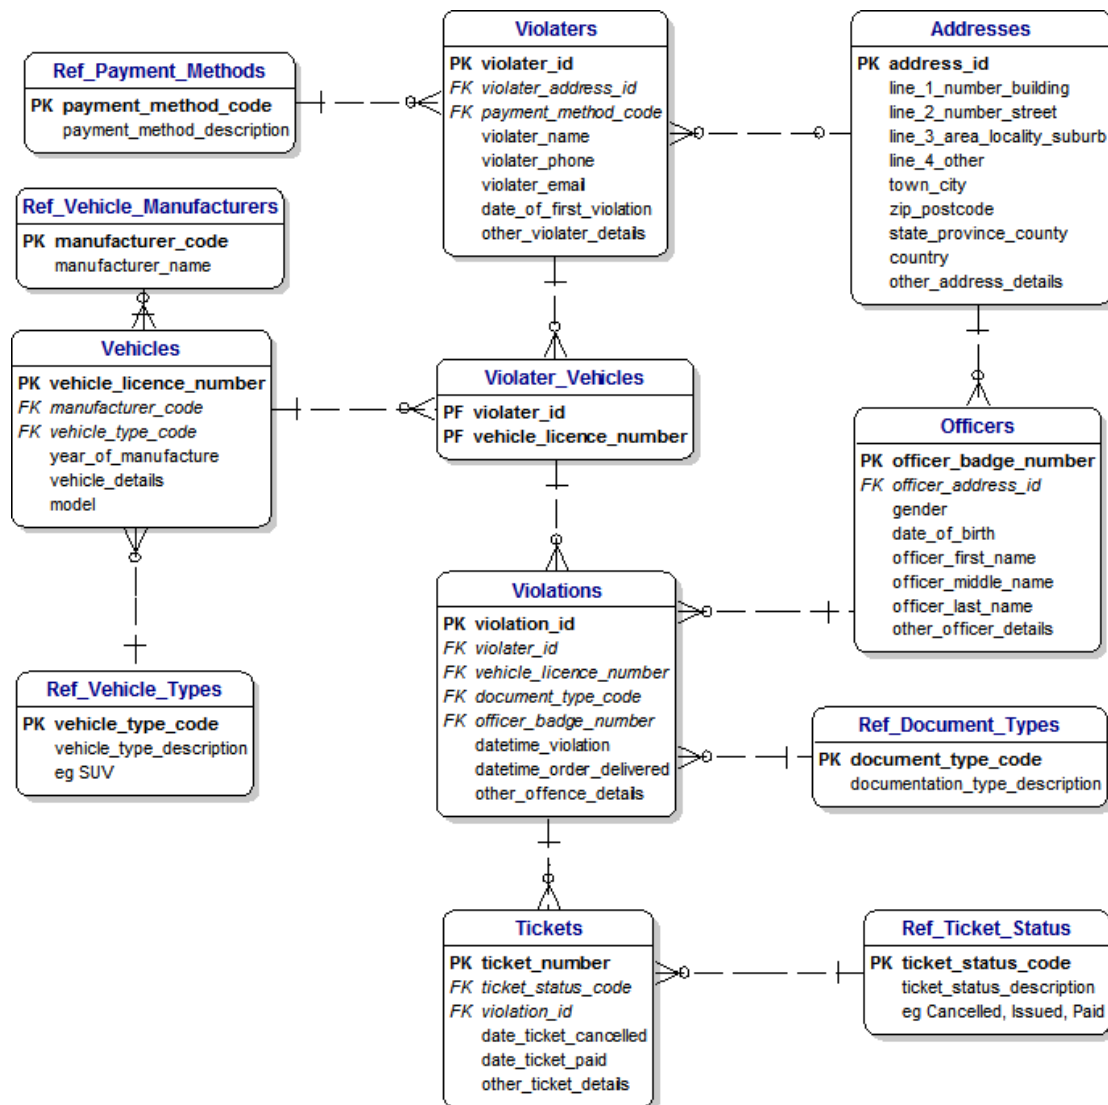 Violaters
PK violater_id
FK violater_address_id
FK payment_method_code
violater_name
violater_phone
violater_email
date_of_first_violation
other_violater_details
Addresses
PK address_id
line_1_number_building
line_2_number_street
line_3_area_locality_suburb
line_4_other
town_city
zip_postcode
state_province_county
country
other_address_details
Ref_Payment_Methods
PK payment_method_code
payment_method_description
Ref_Vehicle_Manufacturers
PK manufacturer_code
manufacturer_name
Vehicles
PK vehicle_licence_number
FK manufacturer_code
FK vehicle_type_code
year_of_manufacture
vehicle_details
model
Violater_Vehicles
PF violater_id
PF vehicle_licence_number
Officers
PK officer_badge_number
FK officer_address_id
gender
date_of_birth
officer_first_name
officer_middle_name
officer_last_name
other_officer_details
Violations
PK violation_id
FK violater_id
FK vehicle_licence_number
FK document_type_code
FK officer_badge_number
datetime_violation
datetime_order_delivered
other_offence_details
Ref_Vehicle_Types
PK vehicle_type_code
vehicle_type_description
eg SUV
Ref_Document_Types
PK document_type_code
documentation_type_description
Tickets
PK ticket_number
FK ticket_status_code
FK violation_id
date_ticket_cancelled
date_ticket_paid
other_ticket_details
Ref_Ticket_Status
PK ticket_status_code
ticket_status_description
eg Cancelled, Issued, Paid